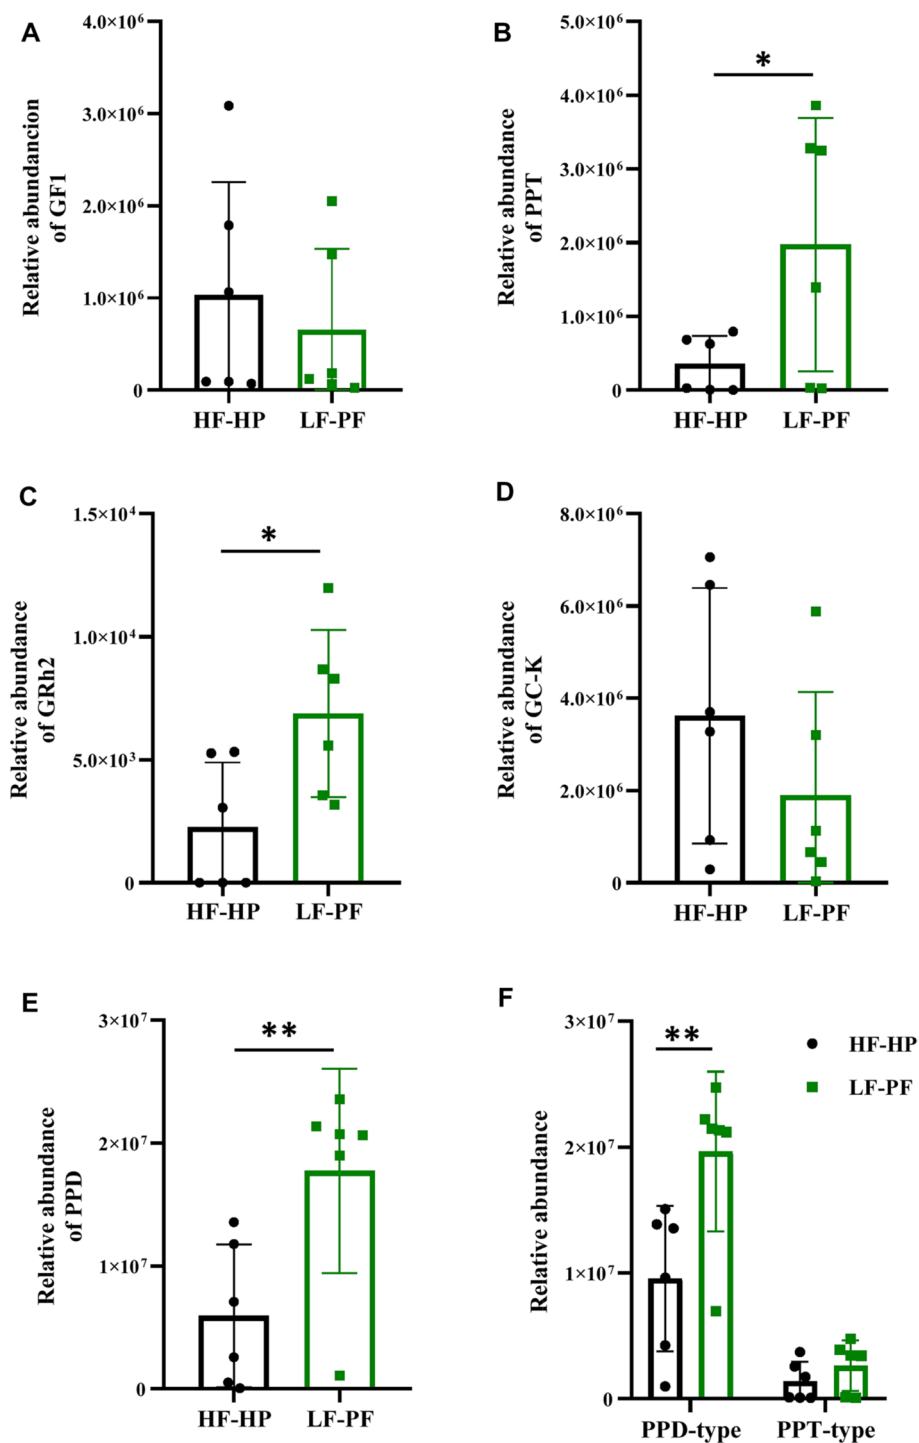 A
Relative abundancion
of GF1
4.0×10⁶
3.0×10⁶
2.0×10⁶
1.0×10⁶
0
HF-HP LF-PF
B
Relative abundance
of PPT
5.0×10⁶
4.0×10⁶
3.0×10⁶
2.0×10⁶
1.0×10⁶
0
*
HF-HP LF-PF
C
Relative abundance
of GRh2
1.5×10⁴
1.0×10⁴
5.0×10³
0
*
HF-HP LF-PF
D
Relative abundance
of GC-K
8.0×10⁶
6.0×10⁶
4.0×10⁶
2.0×10⁶
0
HF-HP LF-PF
E
Relative abundance
of PPD
3×10⁷
2×10⁷
1×10⁷
0
**
HF-HP LF-PF
F
Relative abundance
3×10⁷
2×10⁷
1×10⁷
0
**
HF-HP
LF-PF
PPD-type PPT-type